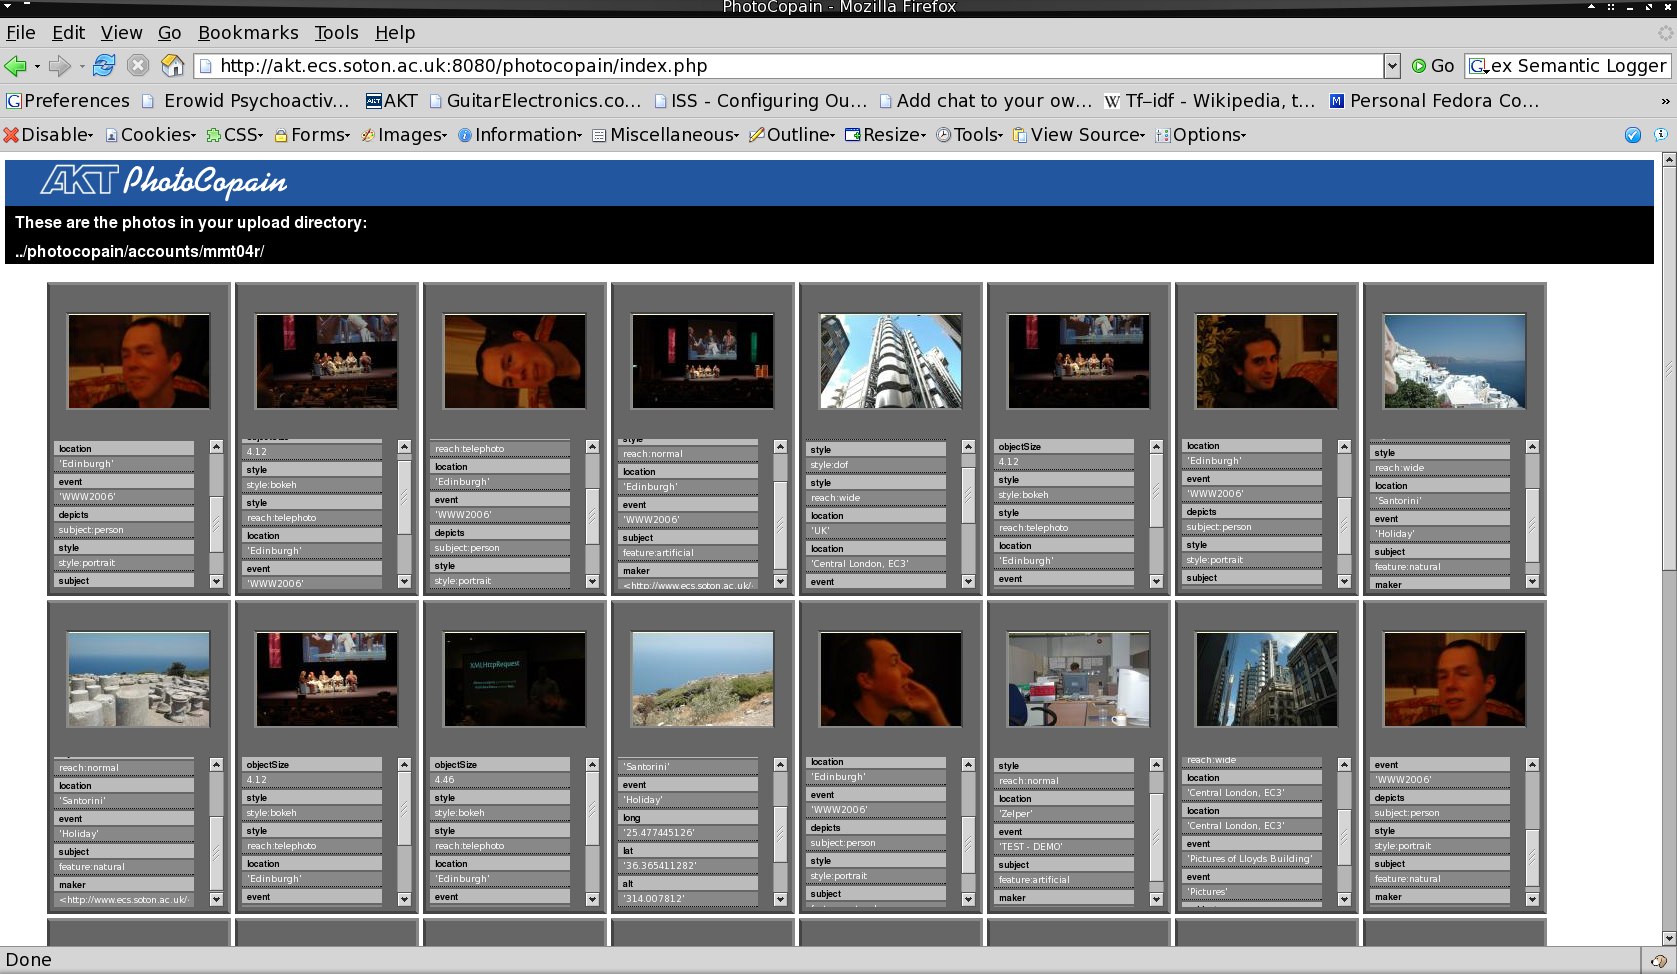 PhotoCopain - Mozilla Firefox
File Edit View Go Bookmarks Tools Help
http://akt.ecs.soton.ac.uk:8080/photocopain/index.php Go ex Semantic Logger
Preferences Erowid Psychoactiv... AKT GuitarElectronics.co... ISS - Configuring Ou... Add chat to your ow... Tf-idf - Wikipedia, t... Personal Fedora Co... »
Disable Cookies CSS Forms Images Information Miscellaneous Outline Resize Tools View Source Options
AKT PhotoCopain
These are the photos in your upload directory:
../photocopain/accounts/mmt04r/
location
'Edinburgh'
event
'WWW2006'
depicts
subject:person
style
style:portrait
subject
objectSize
4.12
style
style:bokeh
style
reach:telephoto
location
'Edinburgh'
event
'WWW2006'
reach:telephoto
location
'Edinburgh'
event
'WWW2006'
depicts
subject:person
style
style:portrait
style
reach:normal
location
'Edinburgh'
event
'WWW2006'
subject
feature:artificial
maker
<http://www.ecs.soton.ac.uk/
style
style:dof
style
reach:wide
location
'UK'
location
'Central London, EC3'
event
objectSize
4.12
style
style:bokeh
style
reach:telephoto
location
'Edinburgh'
event
location
'Edinburgh'
event
'WWW2006'
depicts
subject:person
style
style:portrait
subject
style
reach:wide
location
'Santorini'
event
'Holiday'
subject
feature:natural
maker
reach:normal
location
'Santorini'
event
'Holiday'
subject
feature:natural
maker
<http://www.ecs.soton.ac.uk/
objectSize
4.12
style
style:bokeh
style
reach:telephoto
location
'Edinburgh'
event
XMLHttpRequest
objectSize
4.46
style
style:bokeh
style
reach:telephoto
location
'Edinburgh'
event
'Santorini'
event
'Holiday'
long
'25.477445126'
lat
'36.365411282'
alt
'314.007812'
location
'Edinburgh'
event
'WWW2006'
depicts
subject:person
style
style:portrait
subject
style
reach:normal
location
'Zelper'
event
'TEST - DEMO'
subject
feature:artificial
maker
reach:wide
location
'Central London, EC3'
location
'Central London, EC3'
event
'Pictures of Lloyds Building'
event
'Pictures'
event
'WWW2006'
depicts
subject:person
style
style:portrait
subject
feature:natural
maker
Done